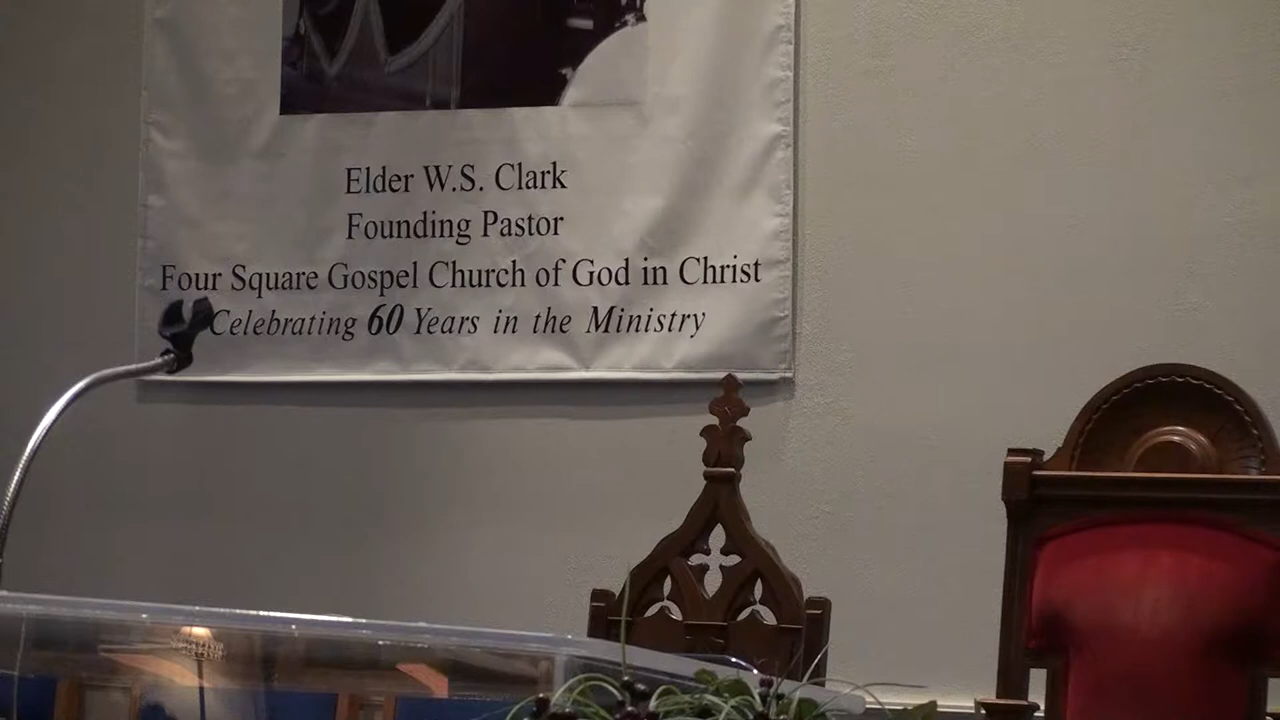 Elder W.S. Clark
Founding Pastor
Four Square Gospel Church of God in Christ
Celebrating 60 Years in the Ministry